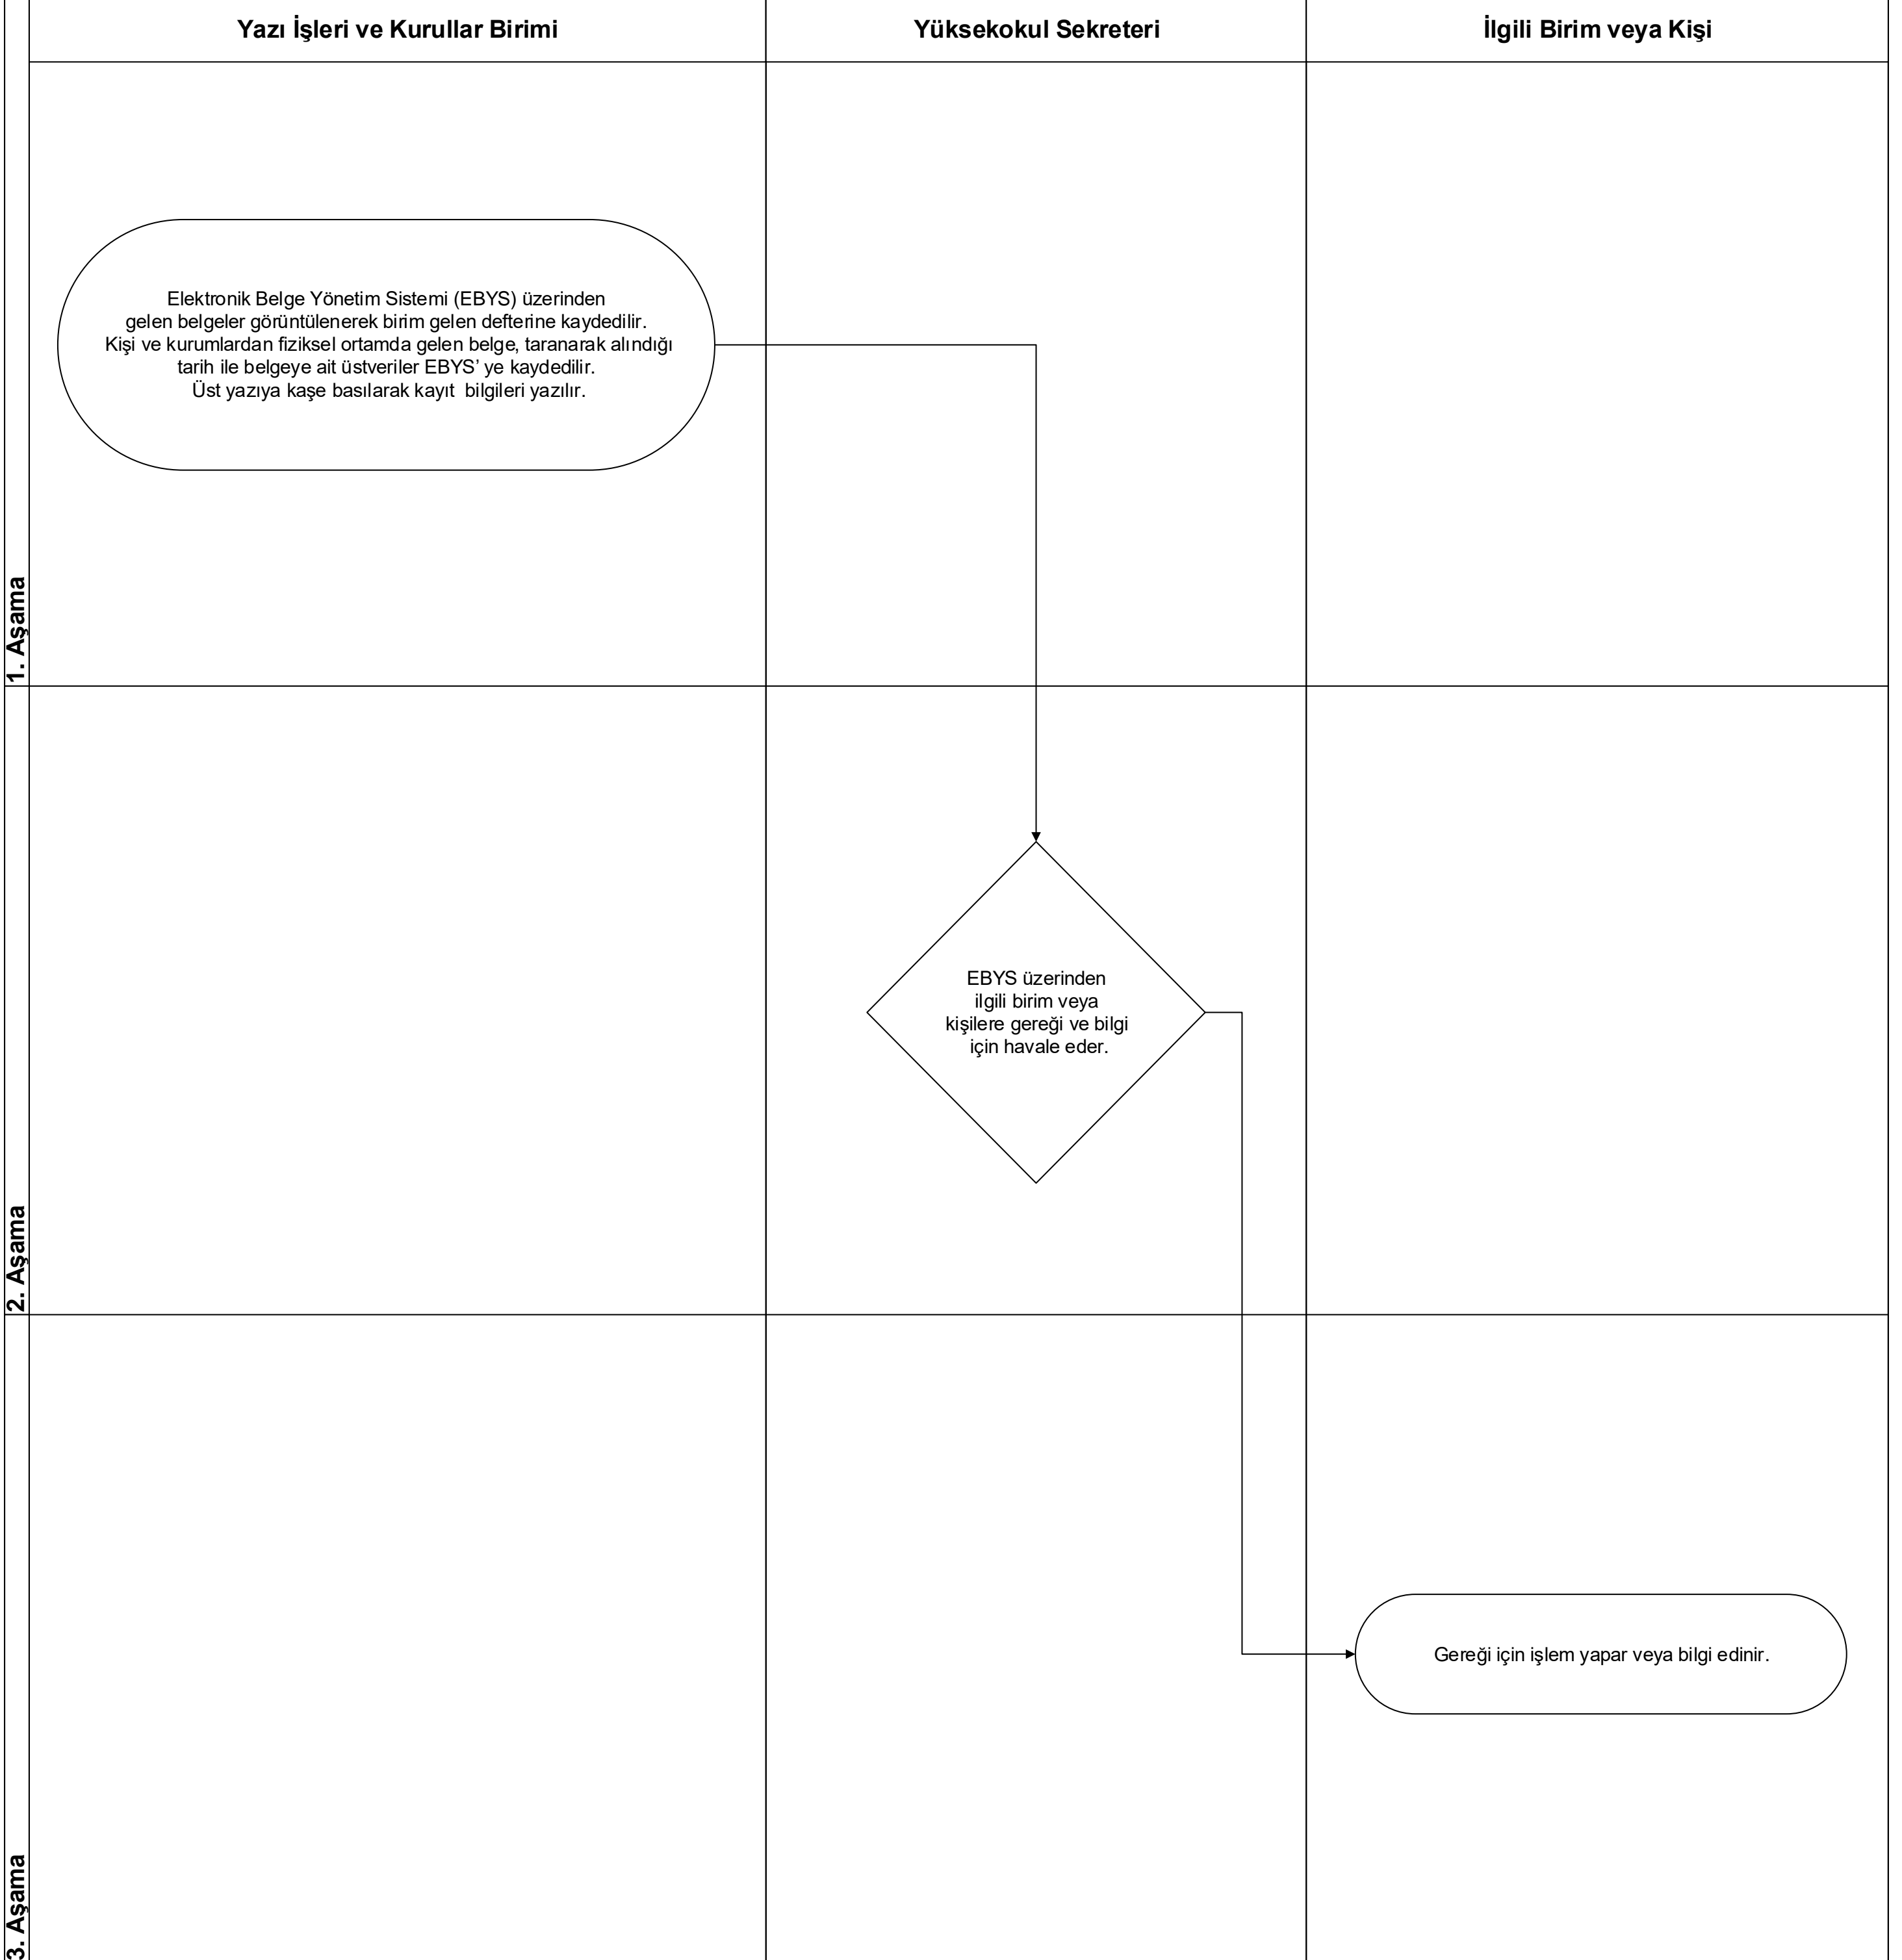 Yazı İşleri ve Kurullar Birimi
Yüksekokul Sekreteri
İlgili Birim veya Kişi
1. Aşama
Elektronik Belge Yönetim Sistemi (EBYS) üzerinden
gelen belgeler görüntülenerek birim gelen defterine kaydedilir.
Kişi ve kurumlardan fiziksel ortamda gelen belge, taranarak alındığı
tarih ile belgeye ait üstveriler EBYS’ ye kaydedilir.
Üst yazıya kaşe basılarak kayıt  bilgileri yazılır.
2. Aşama
EBYS üzerinden
ilgili birim veya
kişilere gereği ve bilgi
için havale eder.
3. Aşama
Gereği için işlem yapar veya bilgi edinir.